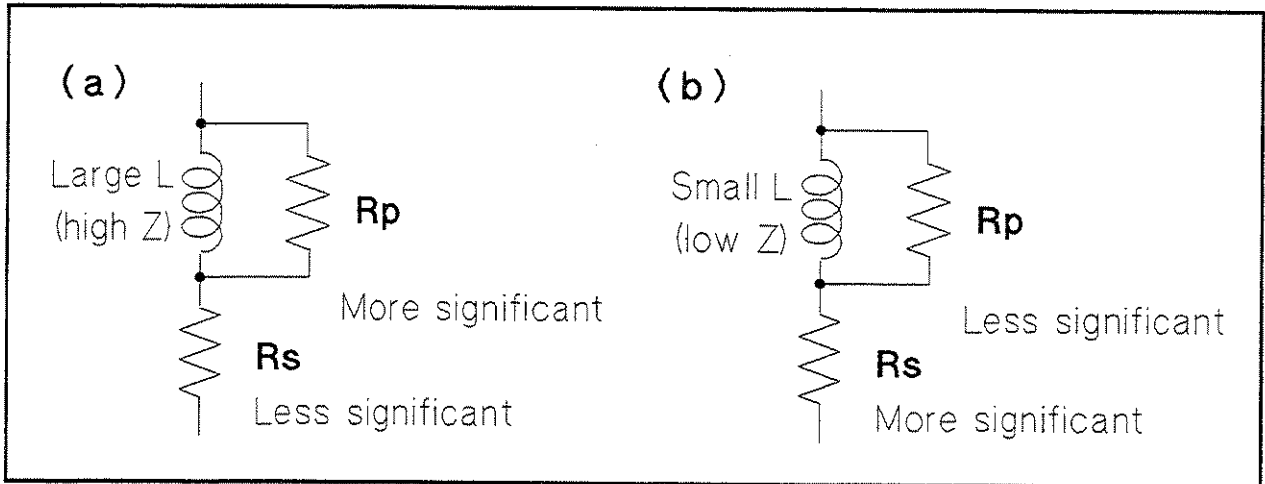 (a)
Large L
(high Z)
Rp
More significant
Rs
Less significant
(b)
Small L
(low Z)
Rp
Less significant
Rs
More significant